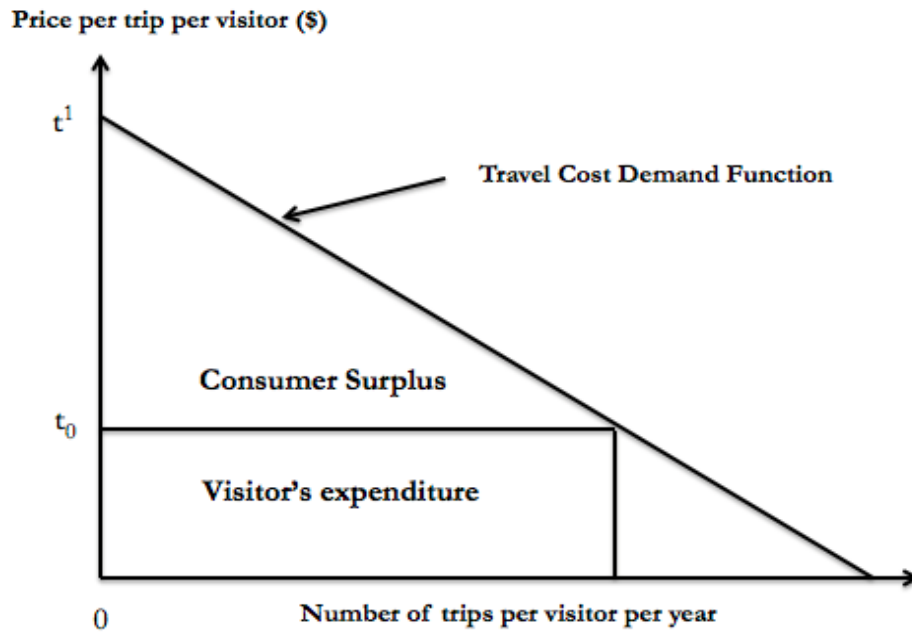 Price per trip per visitor ($)
t¹
Travel Cost Demand Function
Consumer Surplus
t₀
Visitor’s expenditure
0
Number of trips per visitor per year